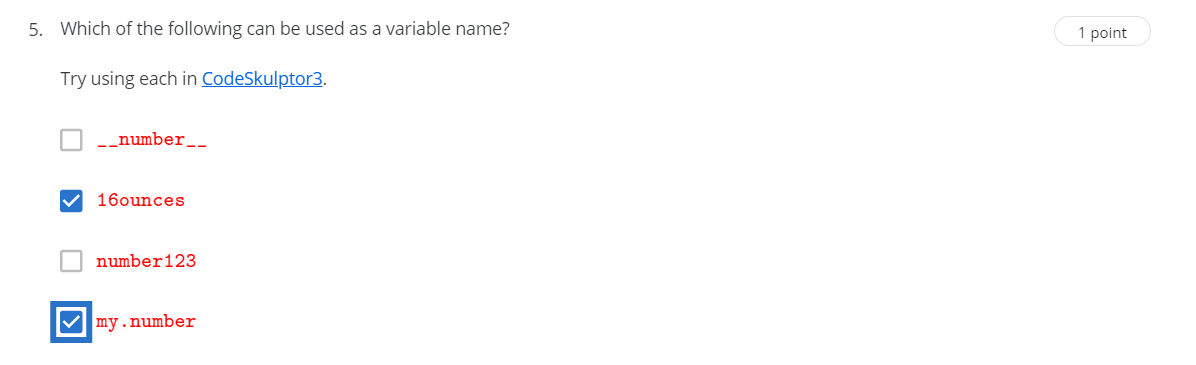 5. Which of the following can be used as a variable name?
1 point
Try using each in CodeSkulptor3.
__number__
16ounces
number123
my.number